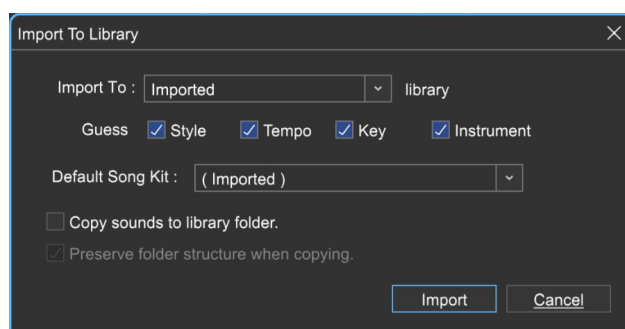 Import To Library
Import To : Imported library
Guess Style Tempo Key Instrument
Default Song Kit : ( Imported )
Copy sounds to library folder.
Preserve folder structure when copying.
Import Cancel